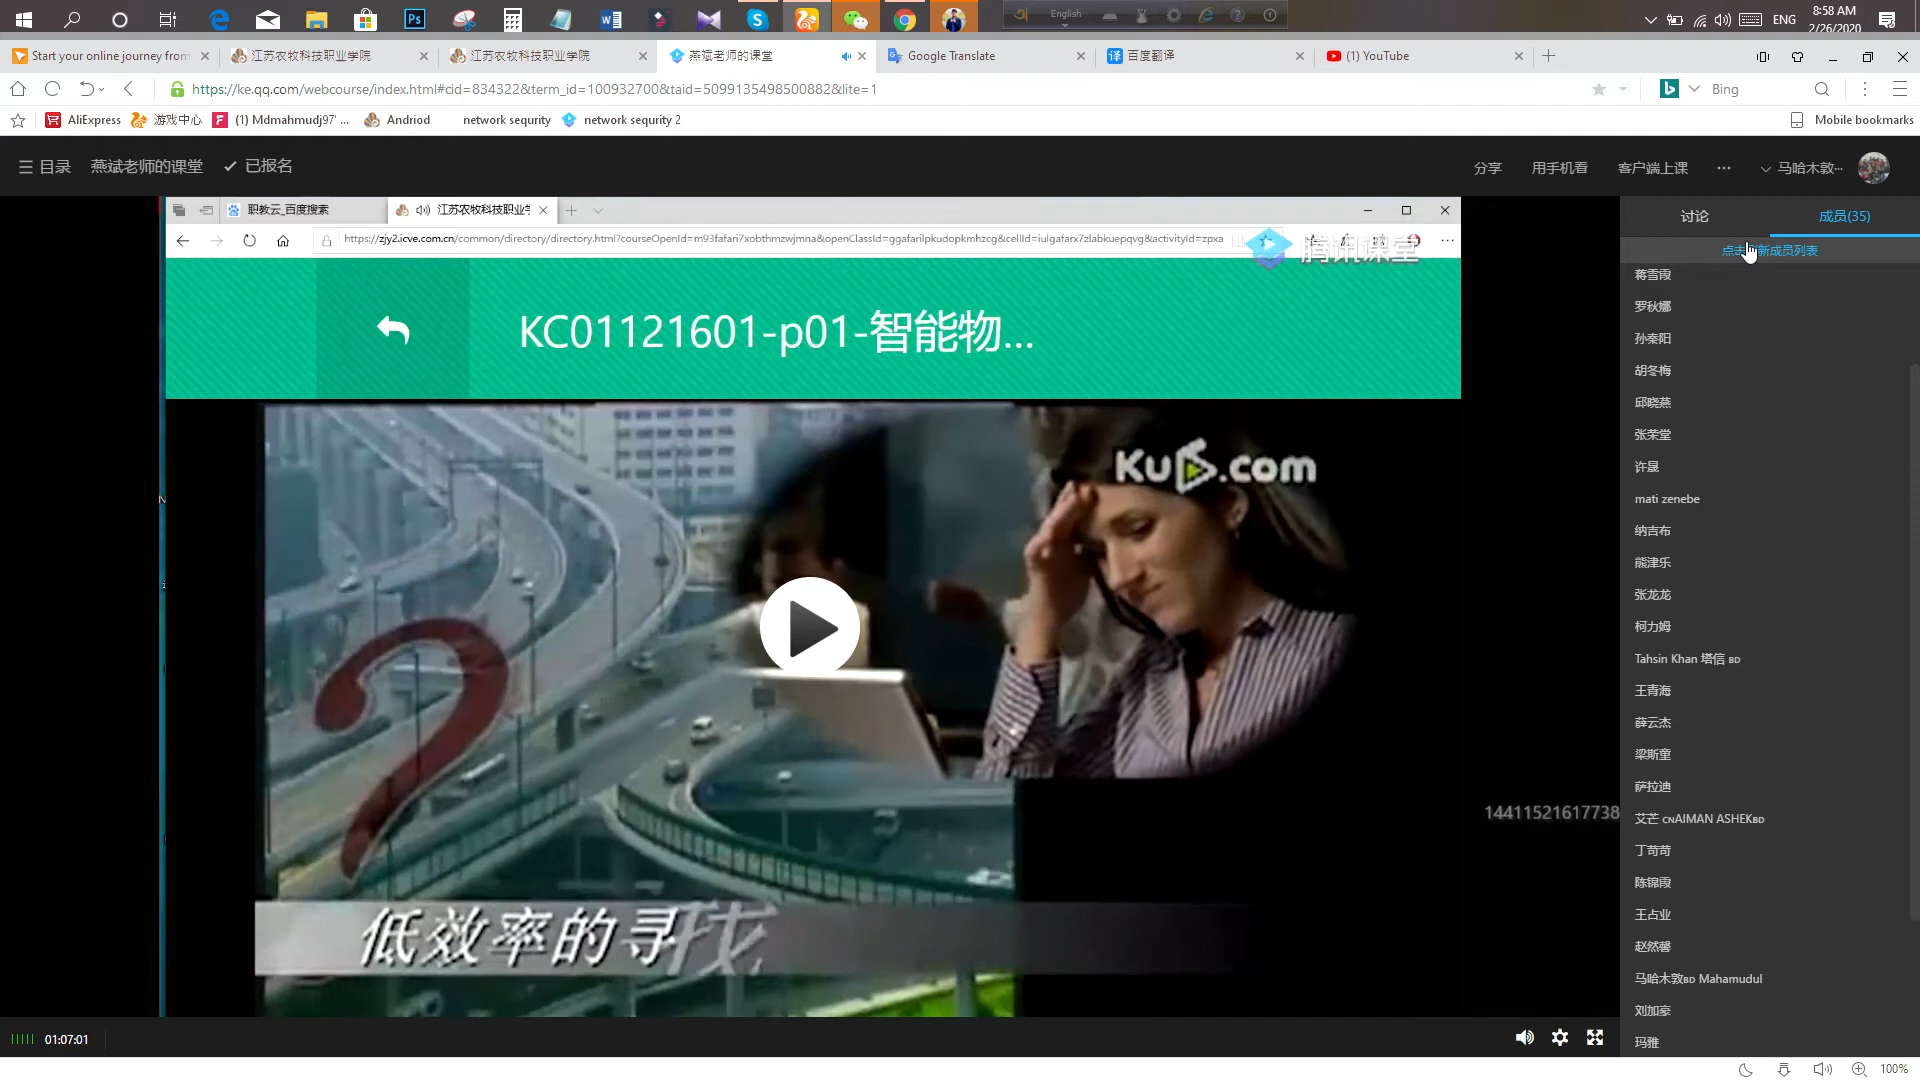 English
ENG
8:58 AM
2/26/2020
Start your online journey from
江苏农牧科技职业学院
江苏农牧科技职业学院
燕斌老师的课堂
Google Translate
百度翻译
(1) YouTube
https://ke.qq.com/webcourse/index.html#cid=834322&term_id=100932700&taid=5099135498500882&lite=1
Bing
AliExpress
游戏中心
(1) Mdmahmudj97' ...
Andriod
network sequrity
network sequrity 2
Mobile bookmarks
目录
燕斌老师的课堂
已报名
分享
用手机看
客户端上课
马哈木敦...
职教云_百度搜索
江苏农牧科技职业学
https://zjy2.icve.com.cn/common/directory/directory.html?courseOpenId=m93fafari7xobthmzwjmna&openClassId=ggafarilpkudopkmhzcg&cellId=iulgafarx7zlabkuepqvg&activityId=zpxa
腾讯课堂
KC01121601-p01-智能物...
Ku6.com
低效率的寻找
14411521617738
01:07:01
讨论
成员(35)
点击 新成员列表
蒋雪霞
罗秋娜
孙秦阳
胡冬梅
邱晓燕
张荣堂
许晟
mati zenebe
纳吉布
熊津乐
张龙龙
柯力姆
Tahsin Khan 塔信 BD
王青海
薛云杰
梁斯童
萨拉迪
艾芒 CNAIMAN ASHEKBD
丁苛苛
陈锦霞
王占业
赵然馨
马哈木敦BD Mahamudul
刘加豪
玛雅
100%